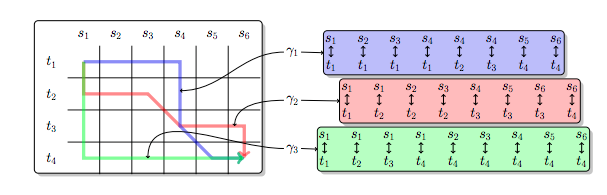 s₁ s₂ s₃ s₄ s₅ s₆
t₁
t₂
t₃
t₄
γ₁
s₁ s₂ s₃ s₄ s₄ s₄ s₅ s₆
t₁ t₁ t₁ t₁ t₂ t₃ t₄ t₄
γ₂
s₁ s₁ s₂ s₃ s₄ s₅ s₆ s₆
t₁ t₂ t₂ t₂ t₃ t₃ t₃ t₄
γ₃
s₁ s₁ s₁ s₁ s₂ s₃ s₄ s₅ s₆
t₁ t₂ t₃ t₄ t₄ t₄ t₄ t₄ t₄